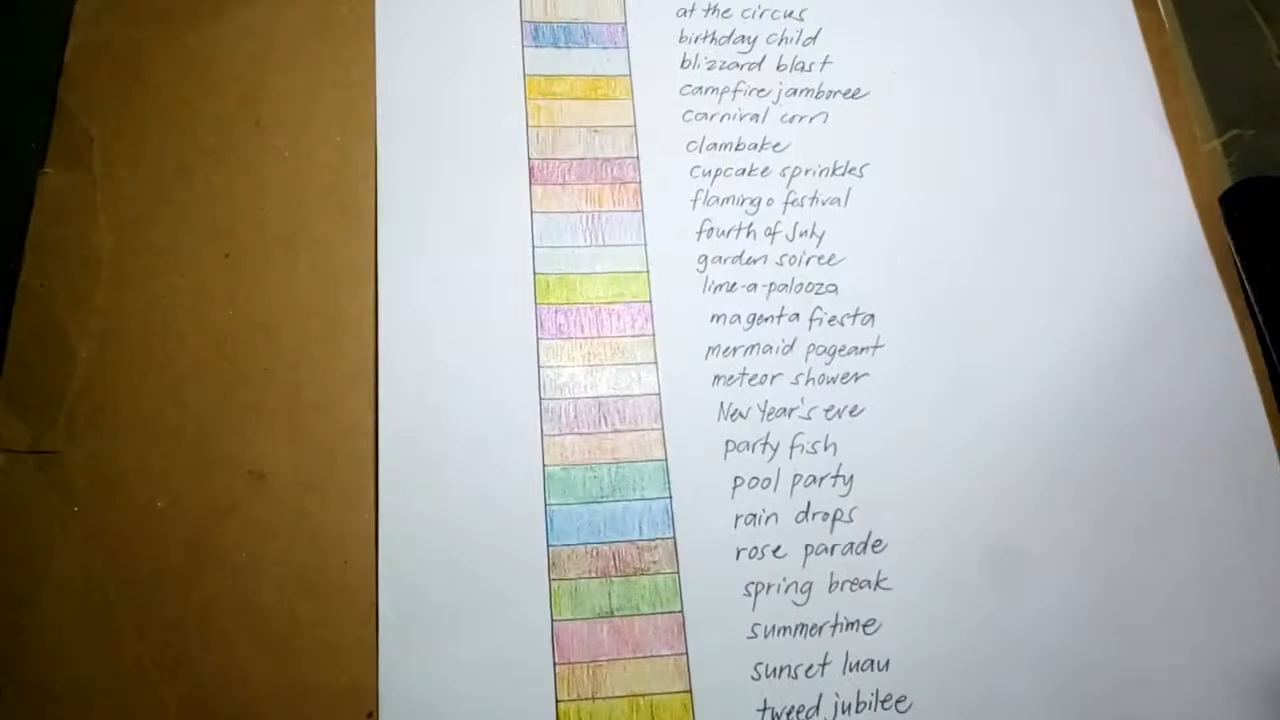 at the circus
birthday child
blizzard blast
campfire jamboree
carnival corn
clambake
cupcake sprinkles
flamingo festival
fourth of July
garden soiree
lime-a-palooza
magenta fiesta
mermaid pageant
meteor shower
New Year's eve
party fish
pool party
rain drops
rose parade
spring break
summertime
sunset luau
tweed jubilee